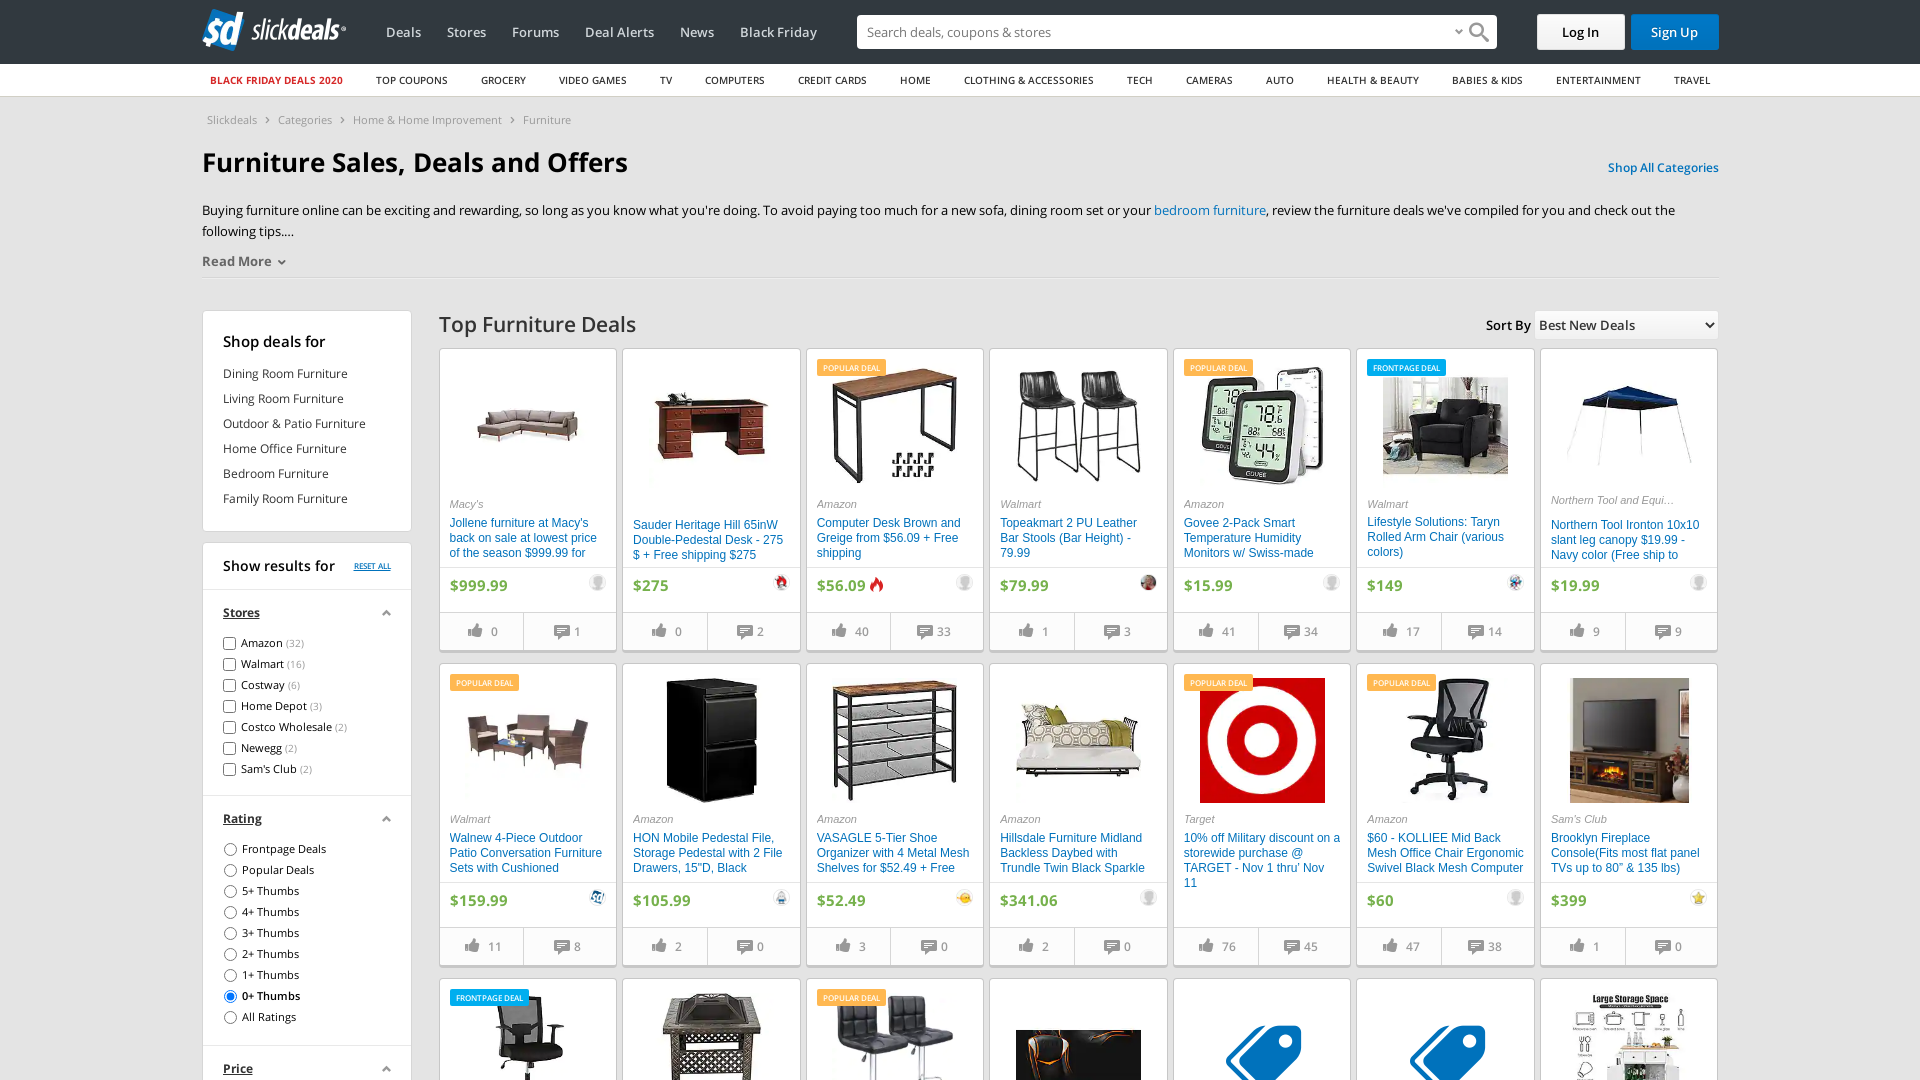 slickdeals
Deals
Stores
Forums
Deal Alerts
News
Black Friday
Search deals, coupons & stores
Log In
Sign Up
BLACK FRIDAY DEALS 2020
TOP COUPONS
GROCERY
VIDEO GAMES
TV
COMPUTERS
CREDIT CARDS
HOME
CLOTHING & ACCESSORIES
TECH
CAMERAS
AUTO
HEALTH & BEAUTY
BABIES & KIDS
ENTERTAINMENT
TRAVEL
Slickdeals
Categories
Home & Home Improvement
Furniture
Furniture Sales, Deals and Offers
Shop All Categories
Buying furniture online can be exciting and rewarding, so long as you know what you're doing. To avoid paying too much for a new sofa, dining room set or your bedroom furniture, review the furniture deals we've compiled for you and check out the
following tips....
Read More
Shop deals for
Dining Room Furniture
Living Room Furniture
Outdoor & Patio Furniture
Home Office Furniture
Bedroom Furniture
Family Room Furniture
Show results for
RESET ALL
Stores
Amazon (32)
Walmart (16)
Costway (6)
Home Depot (3)
Costco Wholesale (2)
Newegg (2)
Sam's Club (2)
Rating
Frontpage Deals
Popular Deals
5+ Thumbs
4+ Thumbs
3+ Thumbs
2+ Thumbs
1+ Thumbs
0+ Thumbs
All Ratings
Price
Top Furniture Deals
Sort By
Best New Deals
Macy's
Jollene furniture at Macy's
back on sale at lowest price
of the season $999.99 for
$999.99
0
1
Sauder Heritage Hill 65inW
Double-Pedestal Desk - 275
$ + Free shipping $275
$275
0
2
POPULAR DEAL
Amazon
Computer Desk Brown and
Greige from $56.09 + Free
shipping
$56.09
40
33
Walmart
Topeakmart 2 PU Leather
Bar Stools (Bar Height) -
79.99
$79.99
1
3
POPULAR DEAL
GOVEE
Amazon
Govee 2-Pack Smart
Temperature Humidity
Monitors w/ Swiss-made
$15.99
41
34
FRONTPAGE DEAL
Walmart
Lifestyle Solutions: Taryn
Rolled Arm Chair (various
colors)
$149
17
14
Northern Tool and Equi…
Northern Tool Ironton 10x10
slant leg canopy $19.99 -
Navy color (Free ship to
$19.99
9
9
POPULAR DEAL
Walmart
Walnew 4-Piece Outdoor
Patio Conversation Furniture
Sets with Cushioned
$159.99
11
8
Amazon
HON Mobile Pedestal File,
Storage Pedestal with 2 File
Drawers, 15"D, Black
$105.99
2
0
Amazon
VASAGLE 5-Tier Shoe
Organizer with 4 Metal Mesh
Shelves for $52.49 + Free
$52.49
3
0
Amazon
Hillsdale Furniture Midland
Backless Daybed with
Trundle Twin Black Sparkle
$341.06
2
0
POPULAR DEAL
Target
10% off Military discount on a
storewide purchase @
TARGET - Nov 1 thru' Nov
11
76
45
POPULAR DEAL
Amazon
$60 - KOLLIEE Mid Back
Mesh Office Chair Ergonomic
Swivel Black Mesh Computer
$60
47
38
Sam's Club
Brooklyn Fireplace
Console(Fits most flat panel
TVs up to 80” & 135 lbs)
$399
1
0
FRONTPAGE DEAL
POPULAR DEAL
Large Storage Space